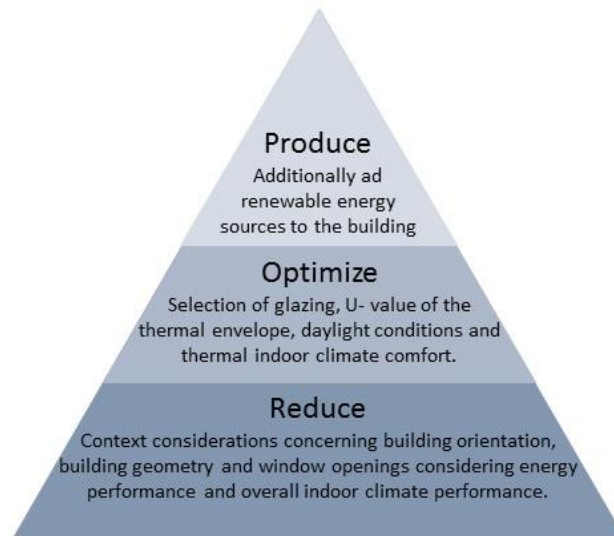 Produce
Additionally ad
renewable energy
sources to the building
Optimize
Selection of glazing, U- value of the
thermal envelope, daylight conditions and
thermal indoor climate comfort.
Reduce
Context considerations concerning building orientation,
building geometry and window openings considering energy
performance and overall indoor climate performance.